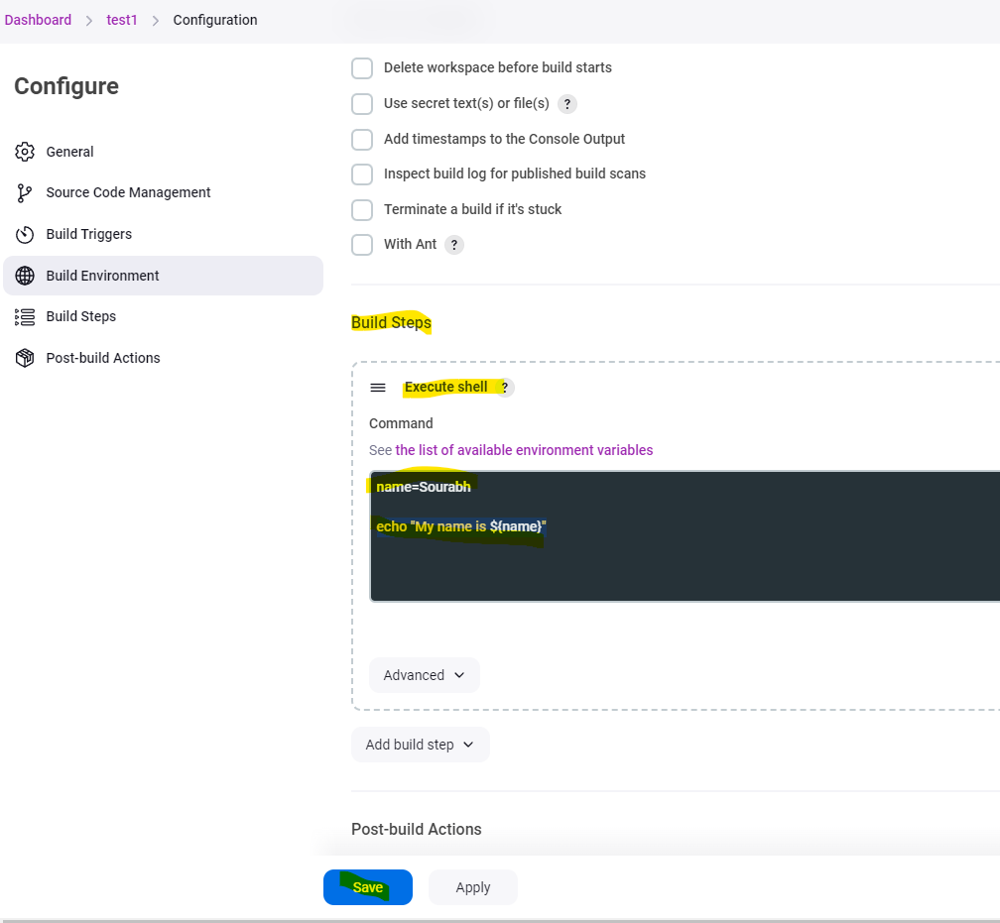 Dashboard > test1 > Configuration
Configure
General
Source Code Management
Build Triggers
Build Environment
Build Steps
Post-build Actions
Delete workspace before build starts
Use secret text(s) or file(s) ?
Add timestamps to the Console Output
Inspect build log for published build scans
Terminate a build if it's stuck
With Ant ?
Build Steps
Execute shell ?
Command
See the list of available environment variables
name=Sourabh
echo "My name is ${name}"
Advanced
Add build step
Post-build Actions
Save
Apply